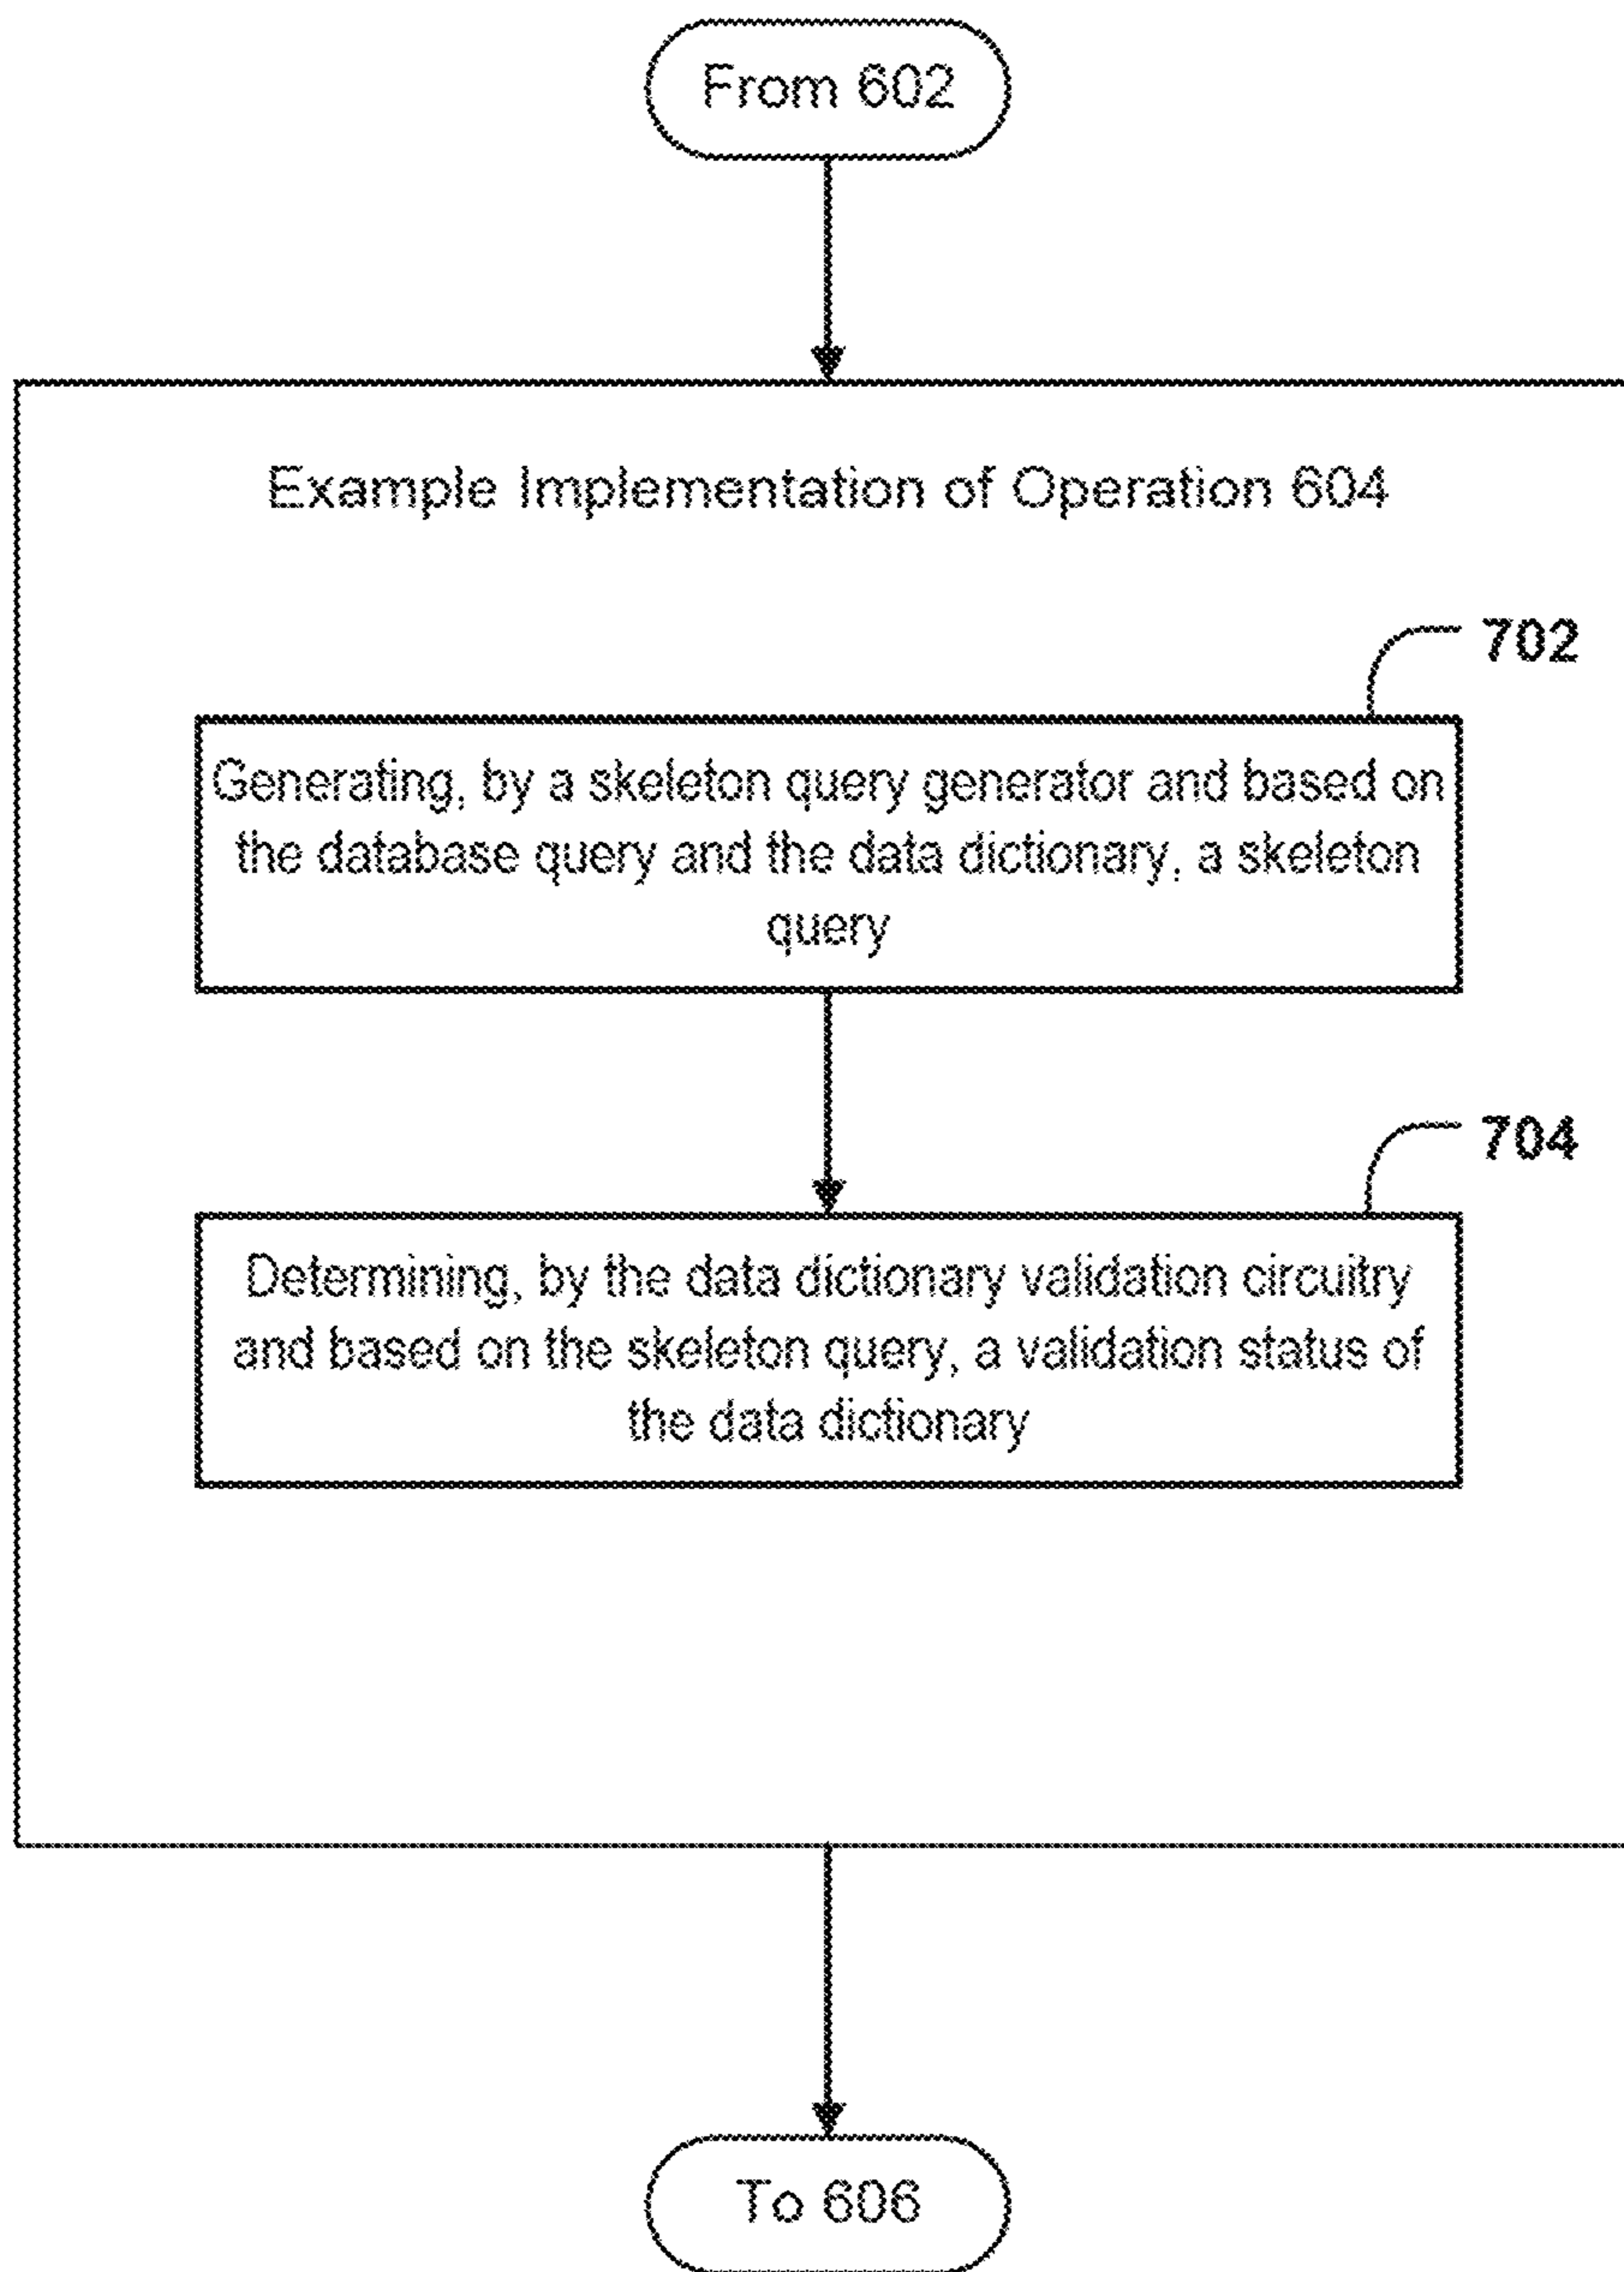 From 602
Example Implementation of Operation 604
702
Generating, by a skeleton query generator and based on
the database query and the data dictionary, a skeleton
query
704
Determining, by the data dictionary validation circuitry
and based on the skeleton query, a validation status of
the data dictionary
To 606